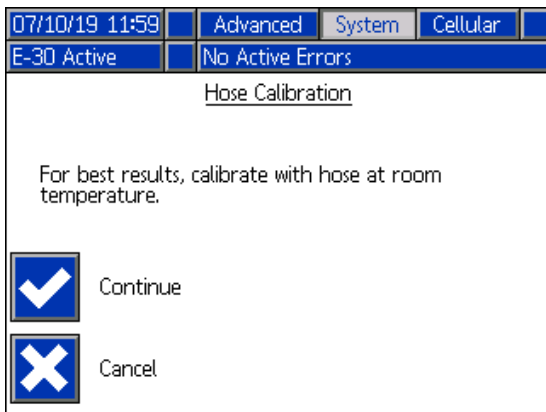 07/10/19 11:59 Advanced System Cellular
E-30 Active No Active Errors
Hose Calibration
For best results, calibrate with hose at room
temperature.
Continue
Cancel